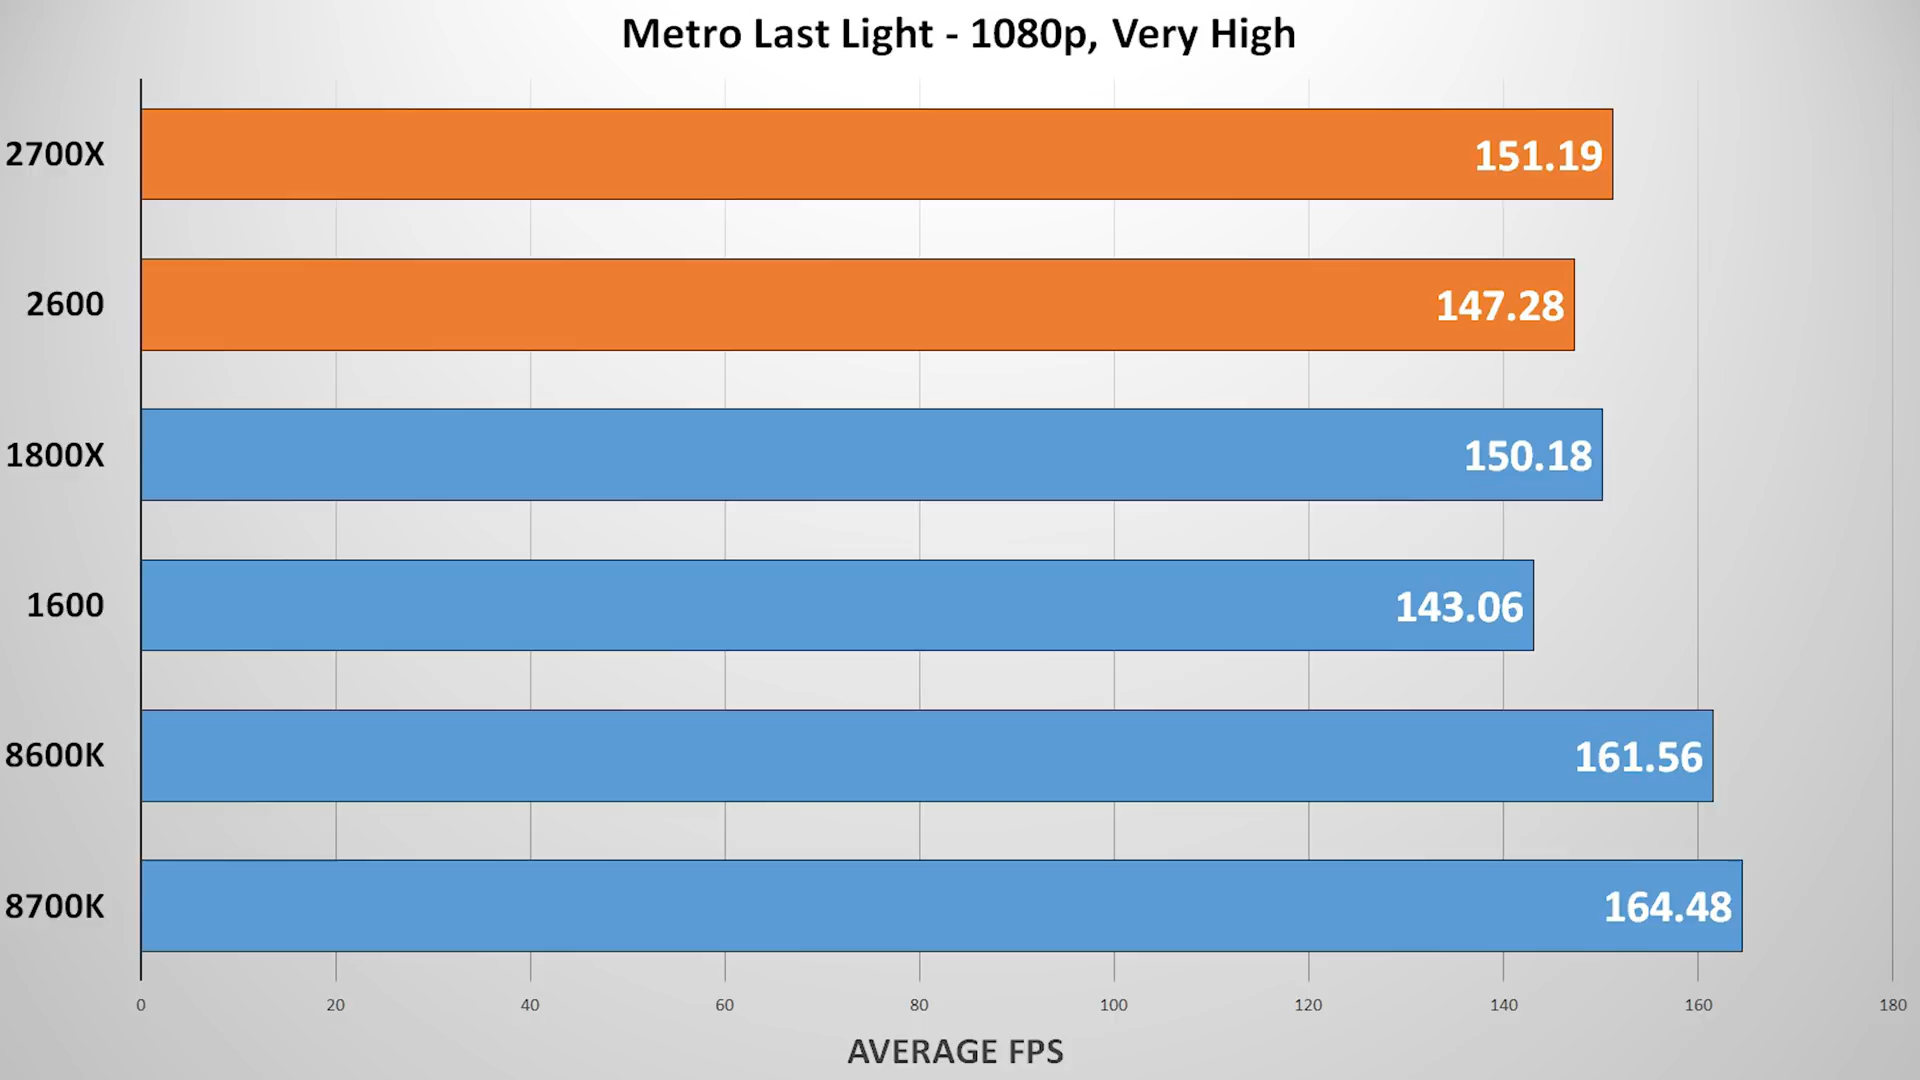 Metro Last Light - 1080p, Very High
2700X 151.19
2600 147.28
1800X 150.18
1600 143.06
8600K 161.56
8700K 164.48
0 20 40 60 80 100 120 140 160 180
AVERAGE FPS